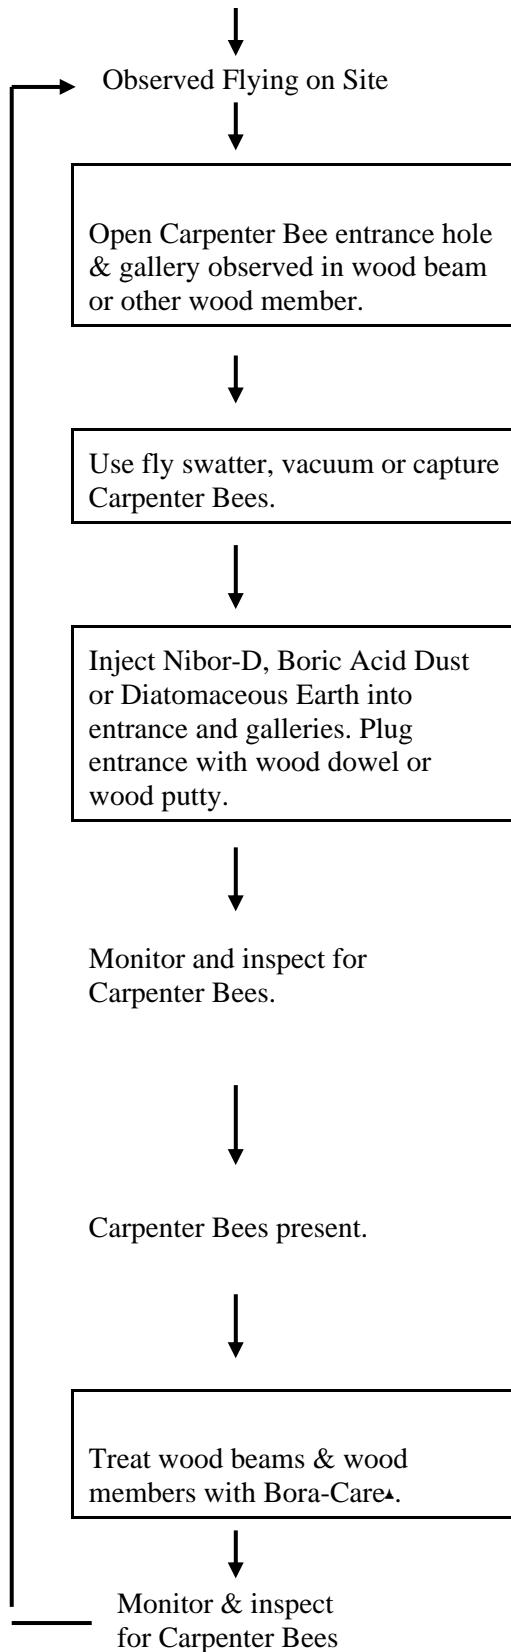 Observed Flying on Site
Open Carpenter Bee entrance hole
& gallery observed in wood beam
or other wood member.
Use fly swatter, vacuum or capture
Carpenter Bees.
Inject Nibor-D, Boric Acid Dust
or Diatomaceous Earth into
entrance and galleries. Plug
entrance with wood dowel or
wood putty.
Monitor and inspect for
Carpenter Bees.
Carpenter Bees present.
Treat wood beams & wood
members with Bora-Care▲.
Monitor & inspect
for Carpenter Bees